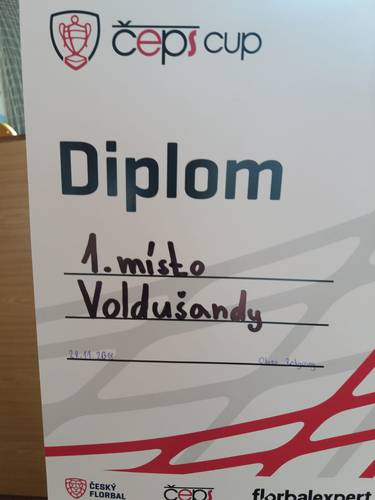 čeps cup
Diplom
1. místo
Voldušandy
ČESKÝ
FLORBAL
čeps
florbalexpert